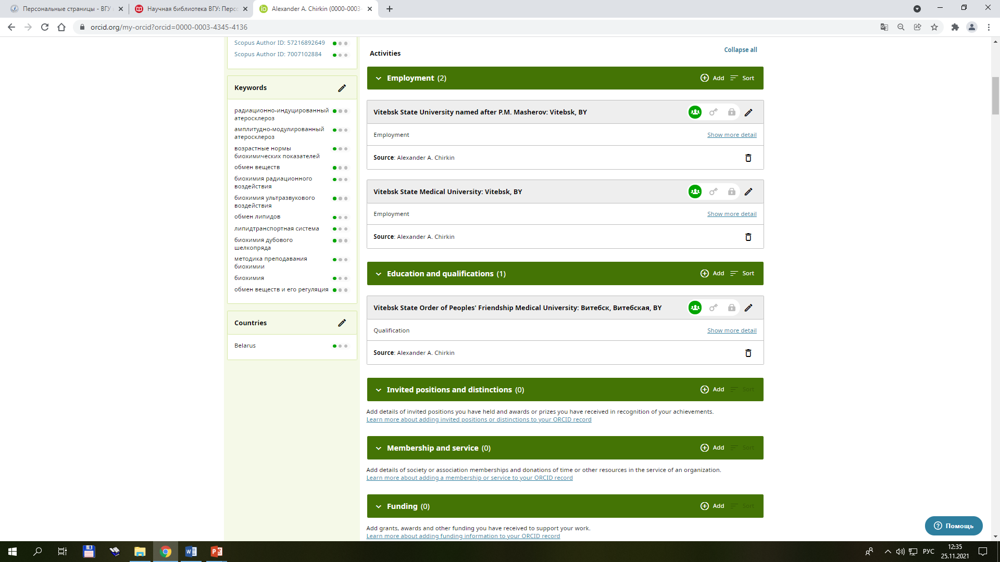 Персональные страницы - ВГУ
Научная библиотека ВГУ: Персо
Alexander A. Chirkin (0000-0003-
orcid.org/my-orcid?orcid=0000-0003-4345-4136
Scopus Author ID: 57216892649
Scopus Author ID: 7007102884
Keywords
радиационно-индуцированный
атеросклероз
амплитудно-модулированный
атеросклероз
возрастные нормы
биохимических показателей
обмен веществ
биохимия радиационного
воздействия
биохимия ультразвукового
воздействия
обмен липидов
липидтранспортная система
биохимия дубового
шелкопряда
методика преподавания
биохимии
биохимия
обмен веществ и его регуляция
Countries
Belarus
Activities
Collapse all
Employment (2)
Add
Sort
Vitebsk State University named after P.M. Masherov: Vitebsk, BY
Employment
Show more detail
Source: Alexander A. Chirkin
Vitebsk State Medical University: Vitebsk, BY
Employment
Show more detail
Source: Alexander A. Chirkin
Education and qualifications (1)
Add
Sort
Vitebsk State Order of Peoples' Friendship Medical University: Витебск, Витебская, BY
Qualification
Show more detail
Source: Alexander A. Chirkin
Invited positions and distinctions (0)
Add
Sort
Add details of invited positions you have held and awards or prizes you have received in recognition of your achievements.
Learn more about adding invited positions or distinctions to your ORCID record
Membership and service (0)
Add
Sort
Add details of society or association memberships and donations of time or other resources in the service of an organization.
Learn more about adding a membership or service to your ORCID record
Funding (0)
Add
Sort
Add grants, awards and other funding you have received to support your work.
Learn more about adding funding information to your ORCID record
Помощь
РУС
12:35
25.11.2021